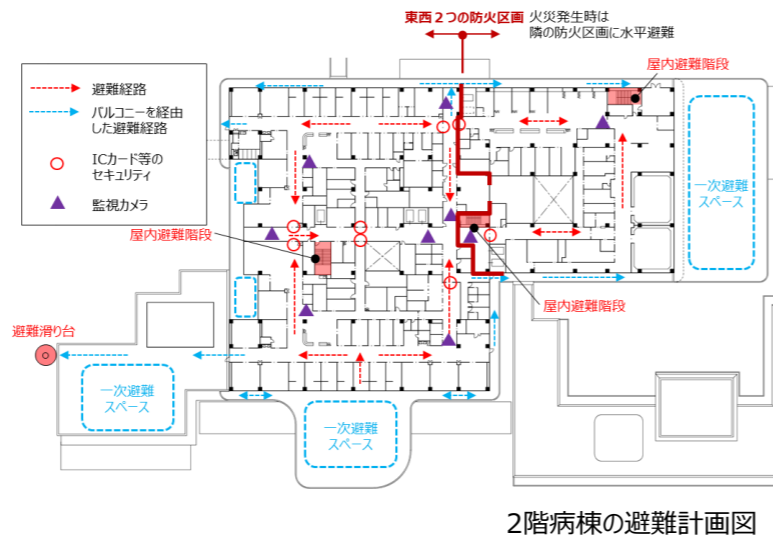 東西２つの防火区画
火災発生時は
隣の防火区画に水平避難
屋内避難階段
避難経路
バルコニーを経由
した避難経路
ICカード等の
セキュリティ
監視カメラ
一次避難
スペース
屋内避難階段
屋内避難階段
避難滑り台
一次避難
スペース
一次避難
スペース
2階病棟の避難計画図